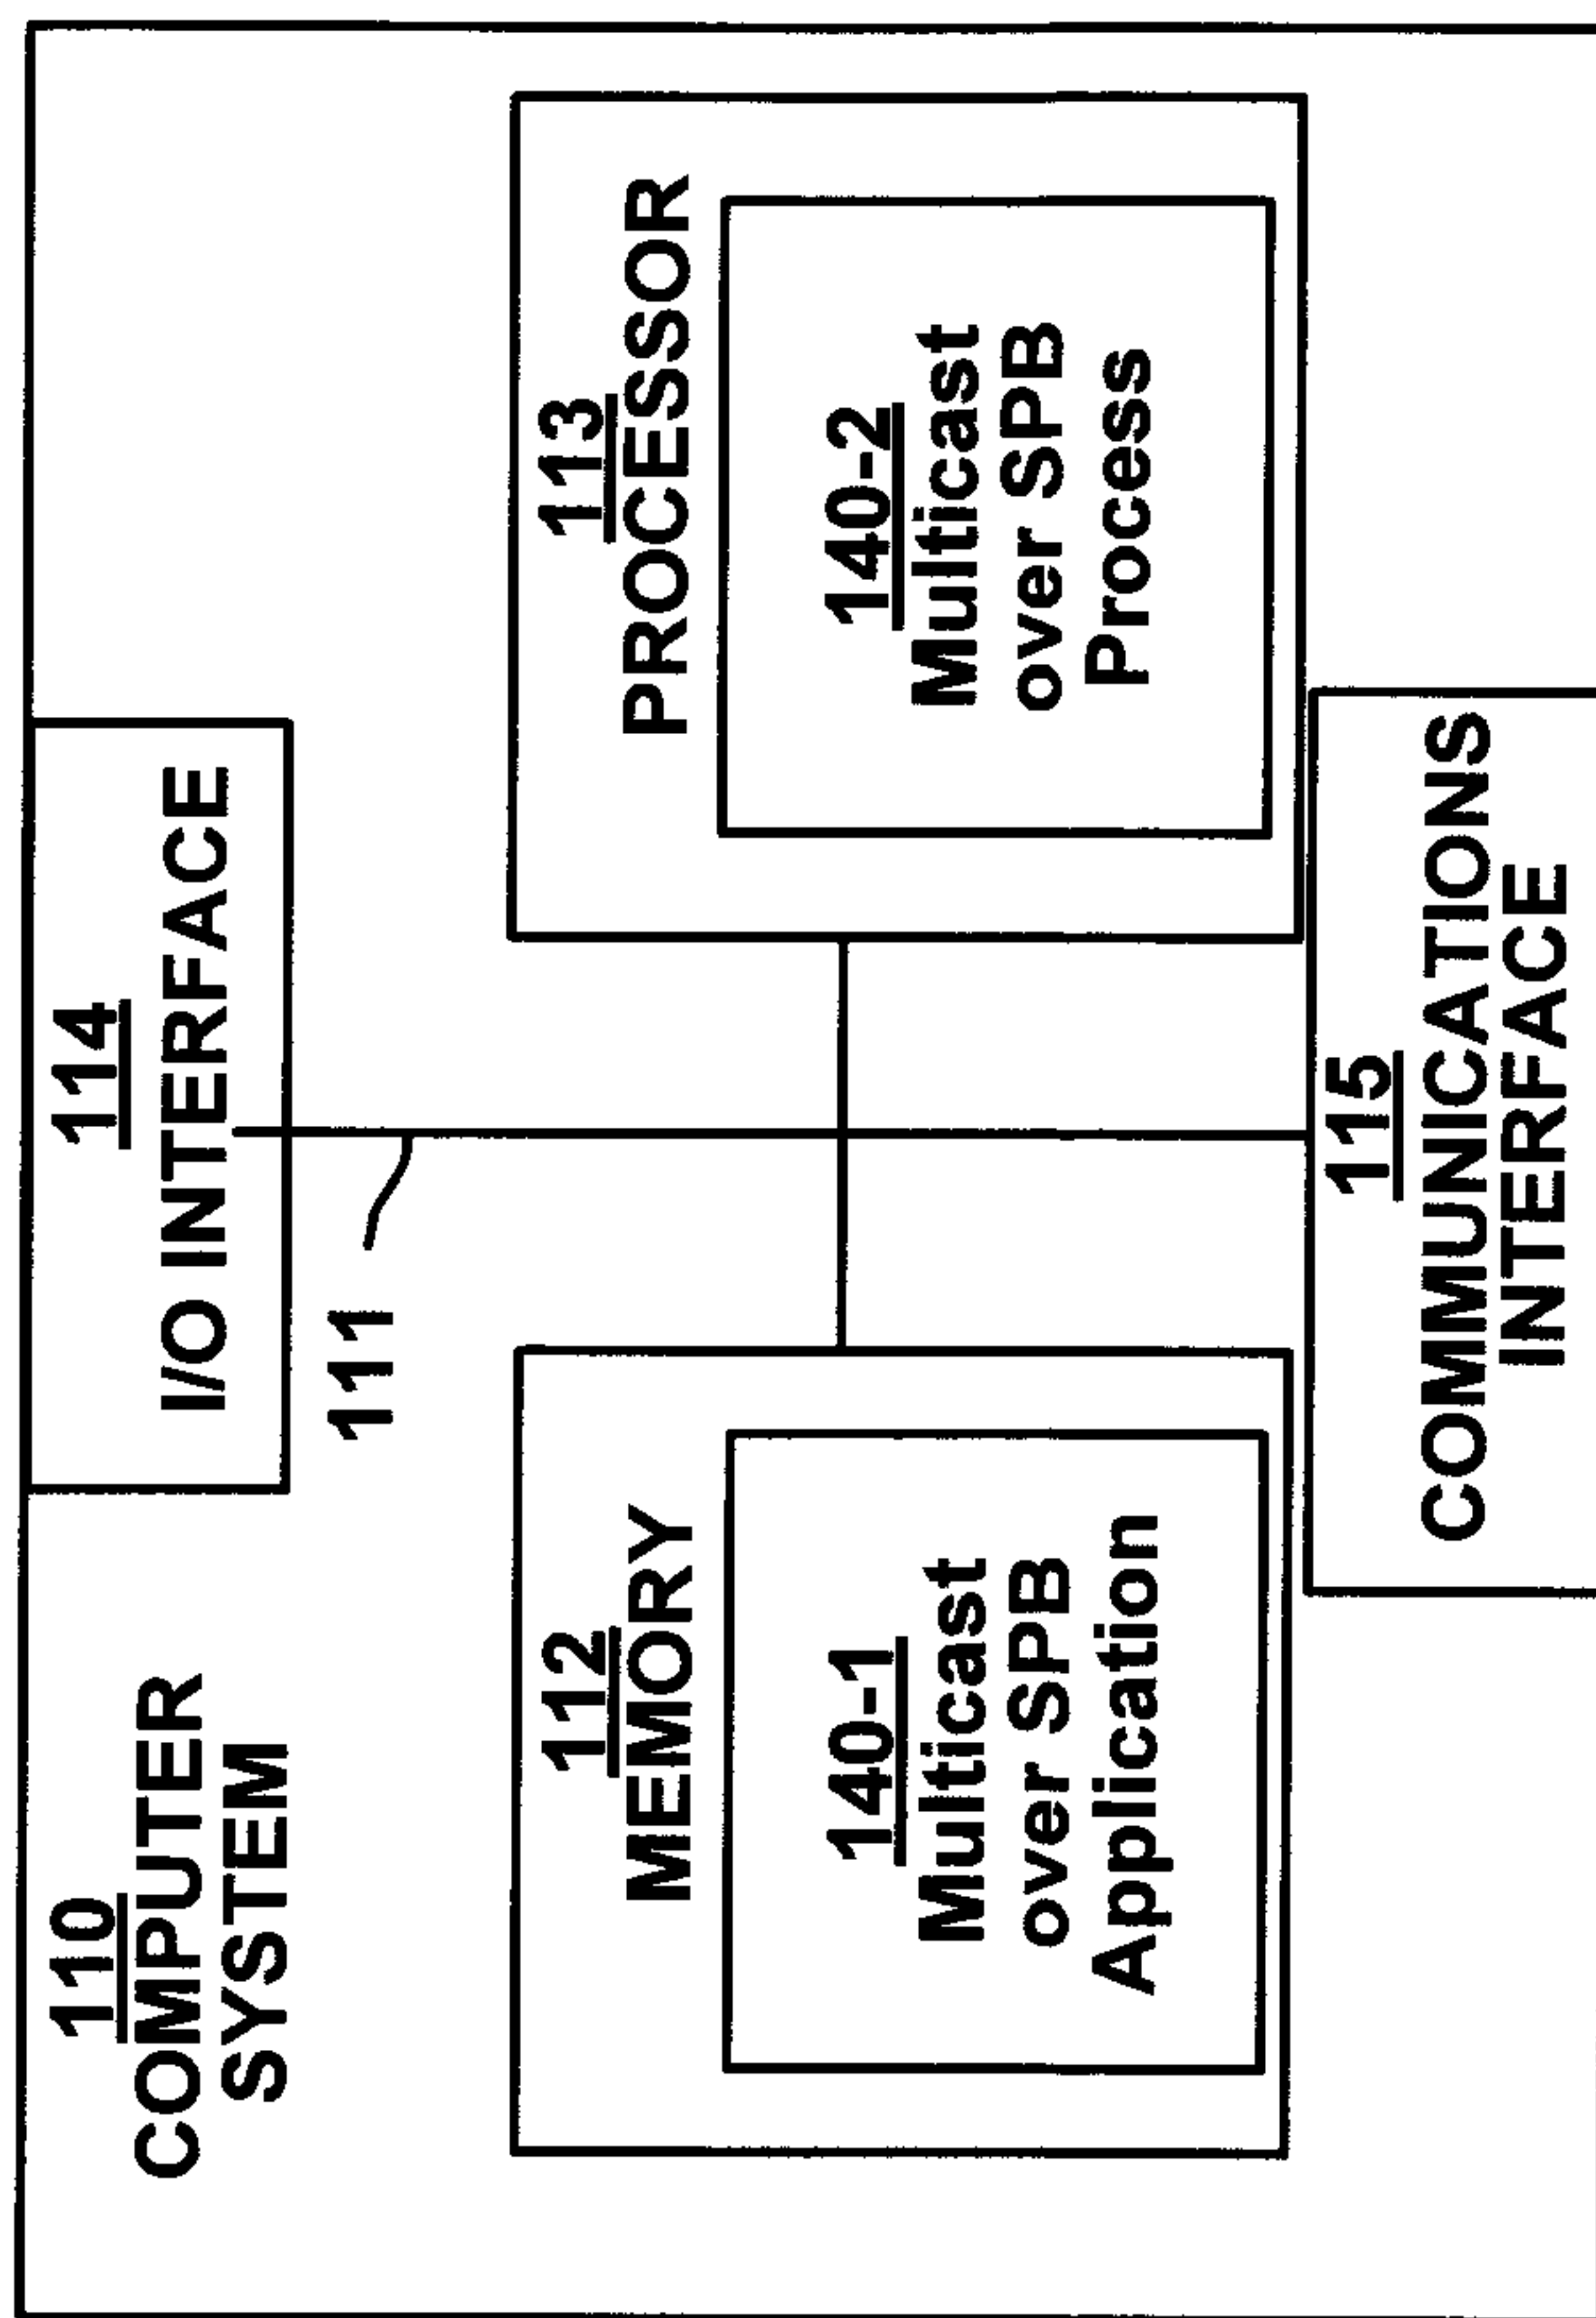 110
COMPUTER
SYSTEM
114
I/O INTERFACE
111
112
MEMORY
140-1
Multicast
over SPB
Application
113
PROCESSOR
140-2
Multicast
over SPB
Process
115
COMMUNICATIONS
INTERFACE